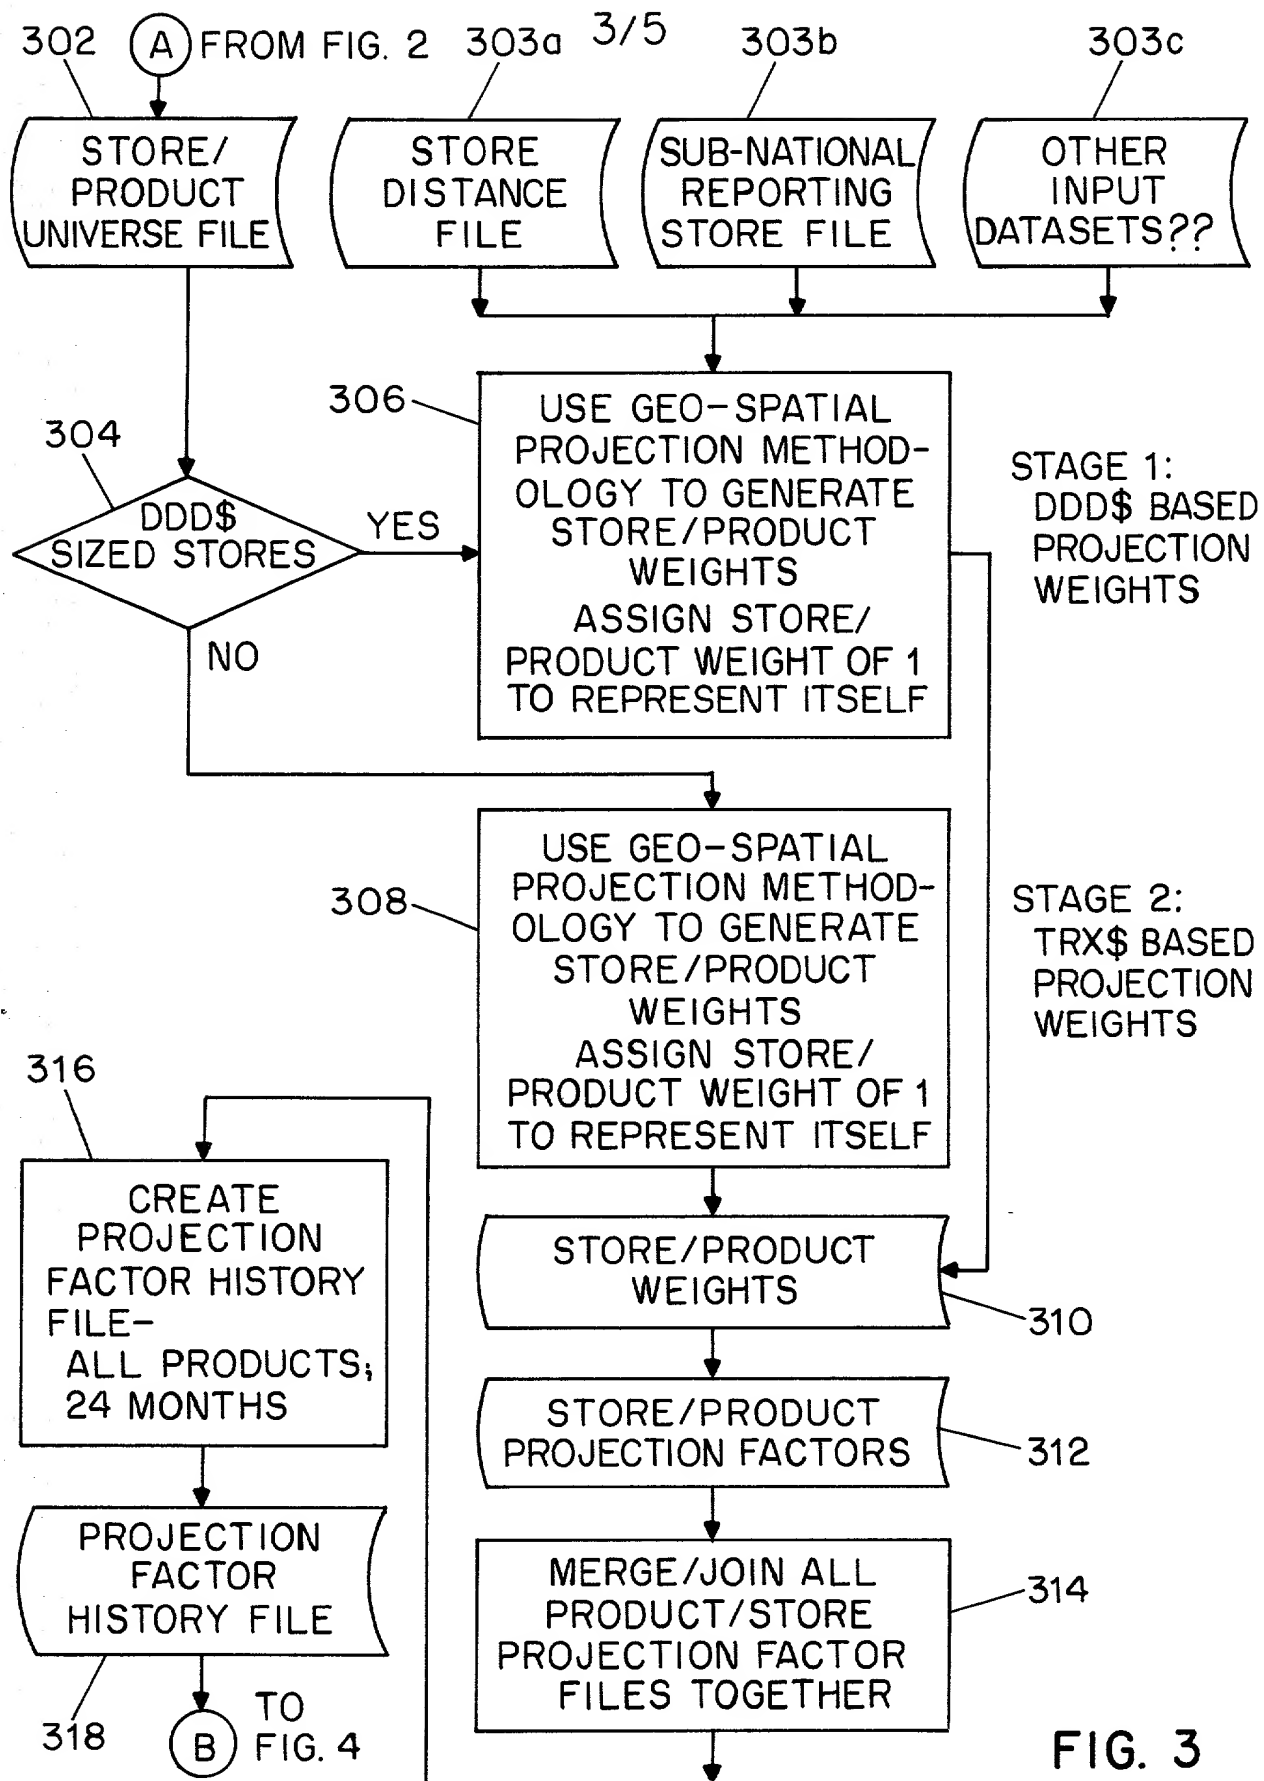 3/5
302
A
FROM FIG. 2
303a
303b
303c
STORE/
PRODUCT
UNIVERSE FILE
STORE
DISTANCE
FILE
SUB-NATIONAL
REPORTING
STORE FILE
OTHER
INPUT
DATASETS??
304
DDD$
SIZED STORES
YES
NO
306
USE GEO-SPATIAL
PROJECTION METHOD-
OLOGY TO GENERATE
STORE/PRODUCT
WEIGHTS
ASSIGN STORE/
PRODUCT WEIGHT OF 1
TO REPRESENT ITSELF
STAGE 1:
DDD$ BASED
PROJECTION
WEIGHTS
308
USE GEO-SPATIAL
PROJECTION METHOD-
OLOGY TO GENERATE
STORE/PRODUCT
WEIGHTS
ASSIGN STORE/
PRODUCT WEIGHT OF 1
TO REPRESENT ITSELF
STAGE 2:
TRX$ BASED
PROJECTION
WEIGHTS
STORE/PRODUCT
WEIGHTS
310
STORE/PRODUCT
PROJECTION FACTORS
312
MERGE/JOIN ALL
PRODUCT/STORE
PROJECTION FACTOR
FILES TOGETHER
314
316
CREATE
PROJECTION
FACTOR HISTORY
FILE-
ALL PRODUCTS;
24 MONTHS
PROJECTION
FACTOR
HISTORY FILE
318
B
TO
FIG. 4
FIG. 3